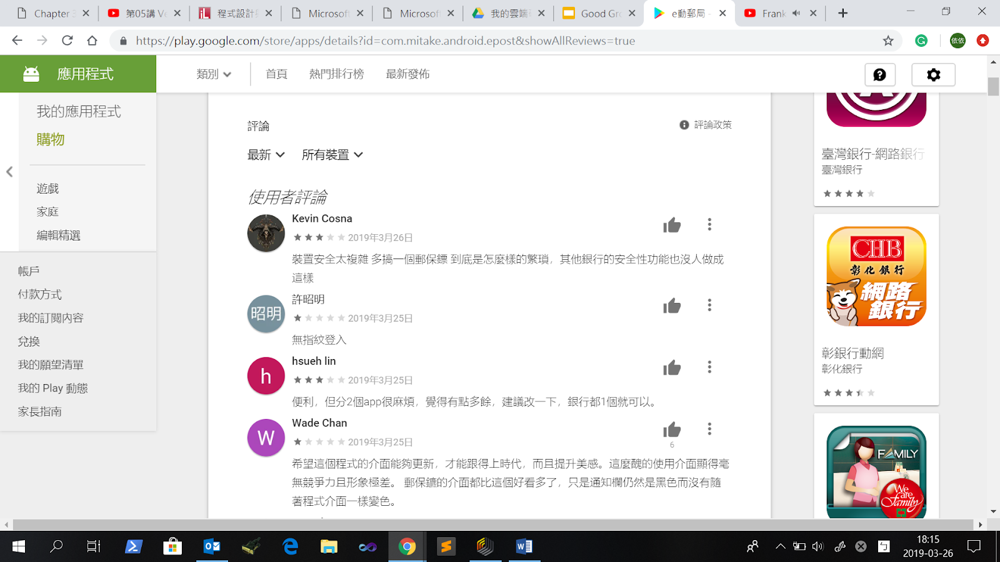 Chapter
第05講 Ve
程式設計
Microsoft
Microsoft
我的雲端
Good Gr
e動郵局 -
Frank
https://play.google.com/store/apps/details?id=com.mitake.android.epost&showAllReviews=true
依依
應用程式
類別
首頁
熱門排行榜
最新發佈
我的應用程式
購物
遊戲
家庭
編輯精選
帳戶
付款方式
我的訂閱內容
兌換
我的願望清單
我的 Play 動態
家長指南
評論
評論政策
最新
所有裝置
使用者評論
Kevin Cosna
2019年3月26日
裝置安全太複雜 多搞一個郵保鏢 到底是怎麼樣的繁瑣，其他銀行的安全性功能也沒人做成
這樣
昭明
許昭明
2019年3月25日
無指紋登入
h
hsueh lin
2019年3月25日
便利，但分2個app很麻煩，覺得有點多餘，建議改一下，銀行都1個就可以。
W
Wade Chan
2019年3月25日
6
希望這個程式的介面能夠更新，才能跟得上時代，而且提升美感。這麼醜的使用介面顯得毫
無競爭力且形象極差。 郵保鏣的介面都比這個好看多了，只是通知欄仍然是黑色而沒有隨
著程式介面一樣變色。
臺灣銀行-網路銀行
臺灣銀行
CHB
彰化銀行
網路
銀行
彰銀行動網
彰化銀行
FAMILY
We
are
Family
18:15
2019-03-26